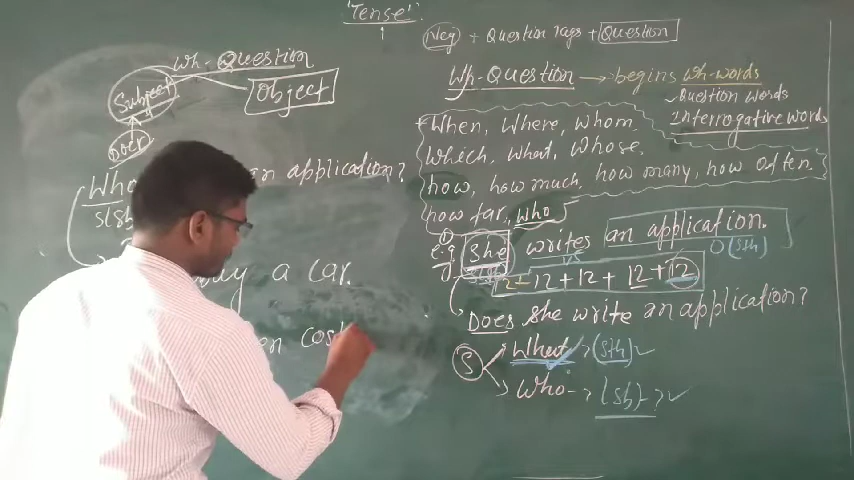 "Tense"
Neg + Question Tags + Question
Wh-Question
Subject
Object
Doer
Who an application?
S(Sb
buy a car.
en cost
Wh-Question → begins Wh-words
Question words
Interrogative words
When, Where, Whom,
Which, What, Whose.
how, how much, how many, how often.
how far, who
①
e.g. She writes an application.
O(Sth)
12 + 12 + 12 + 12
Does she write an application?
S What → (Sth) ✓
Who → (Sb) → ✓